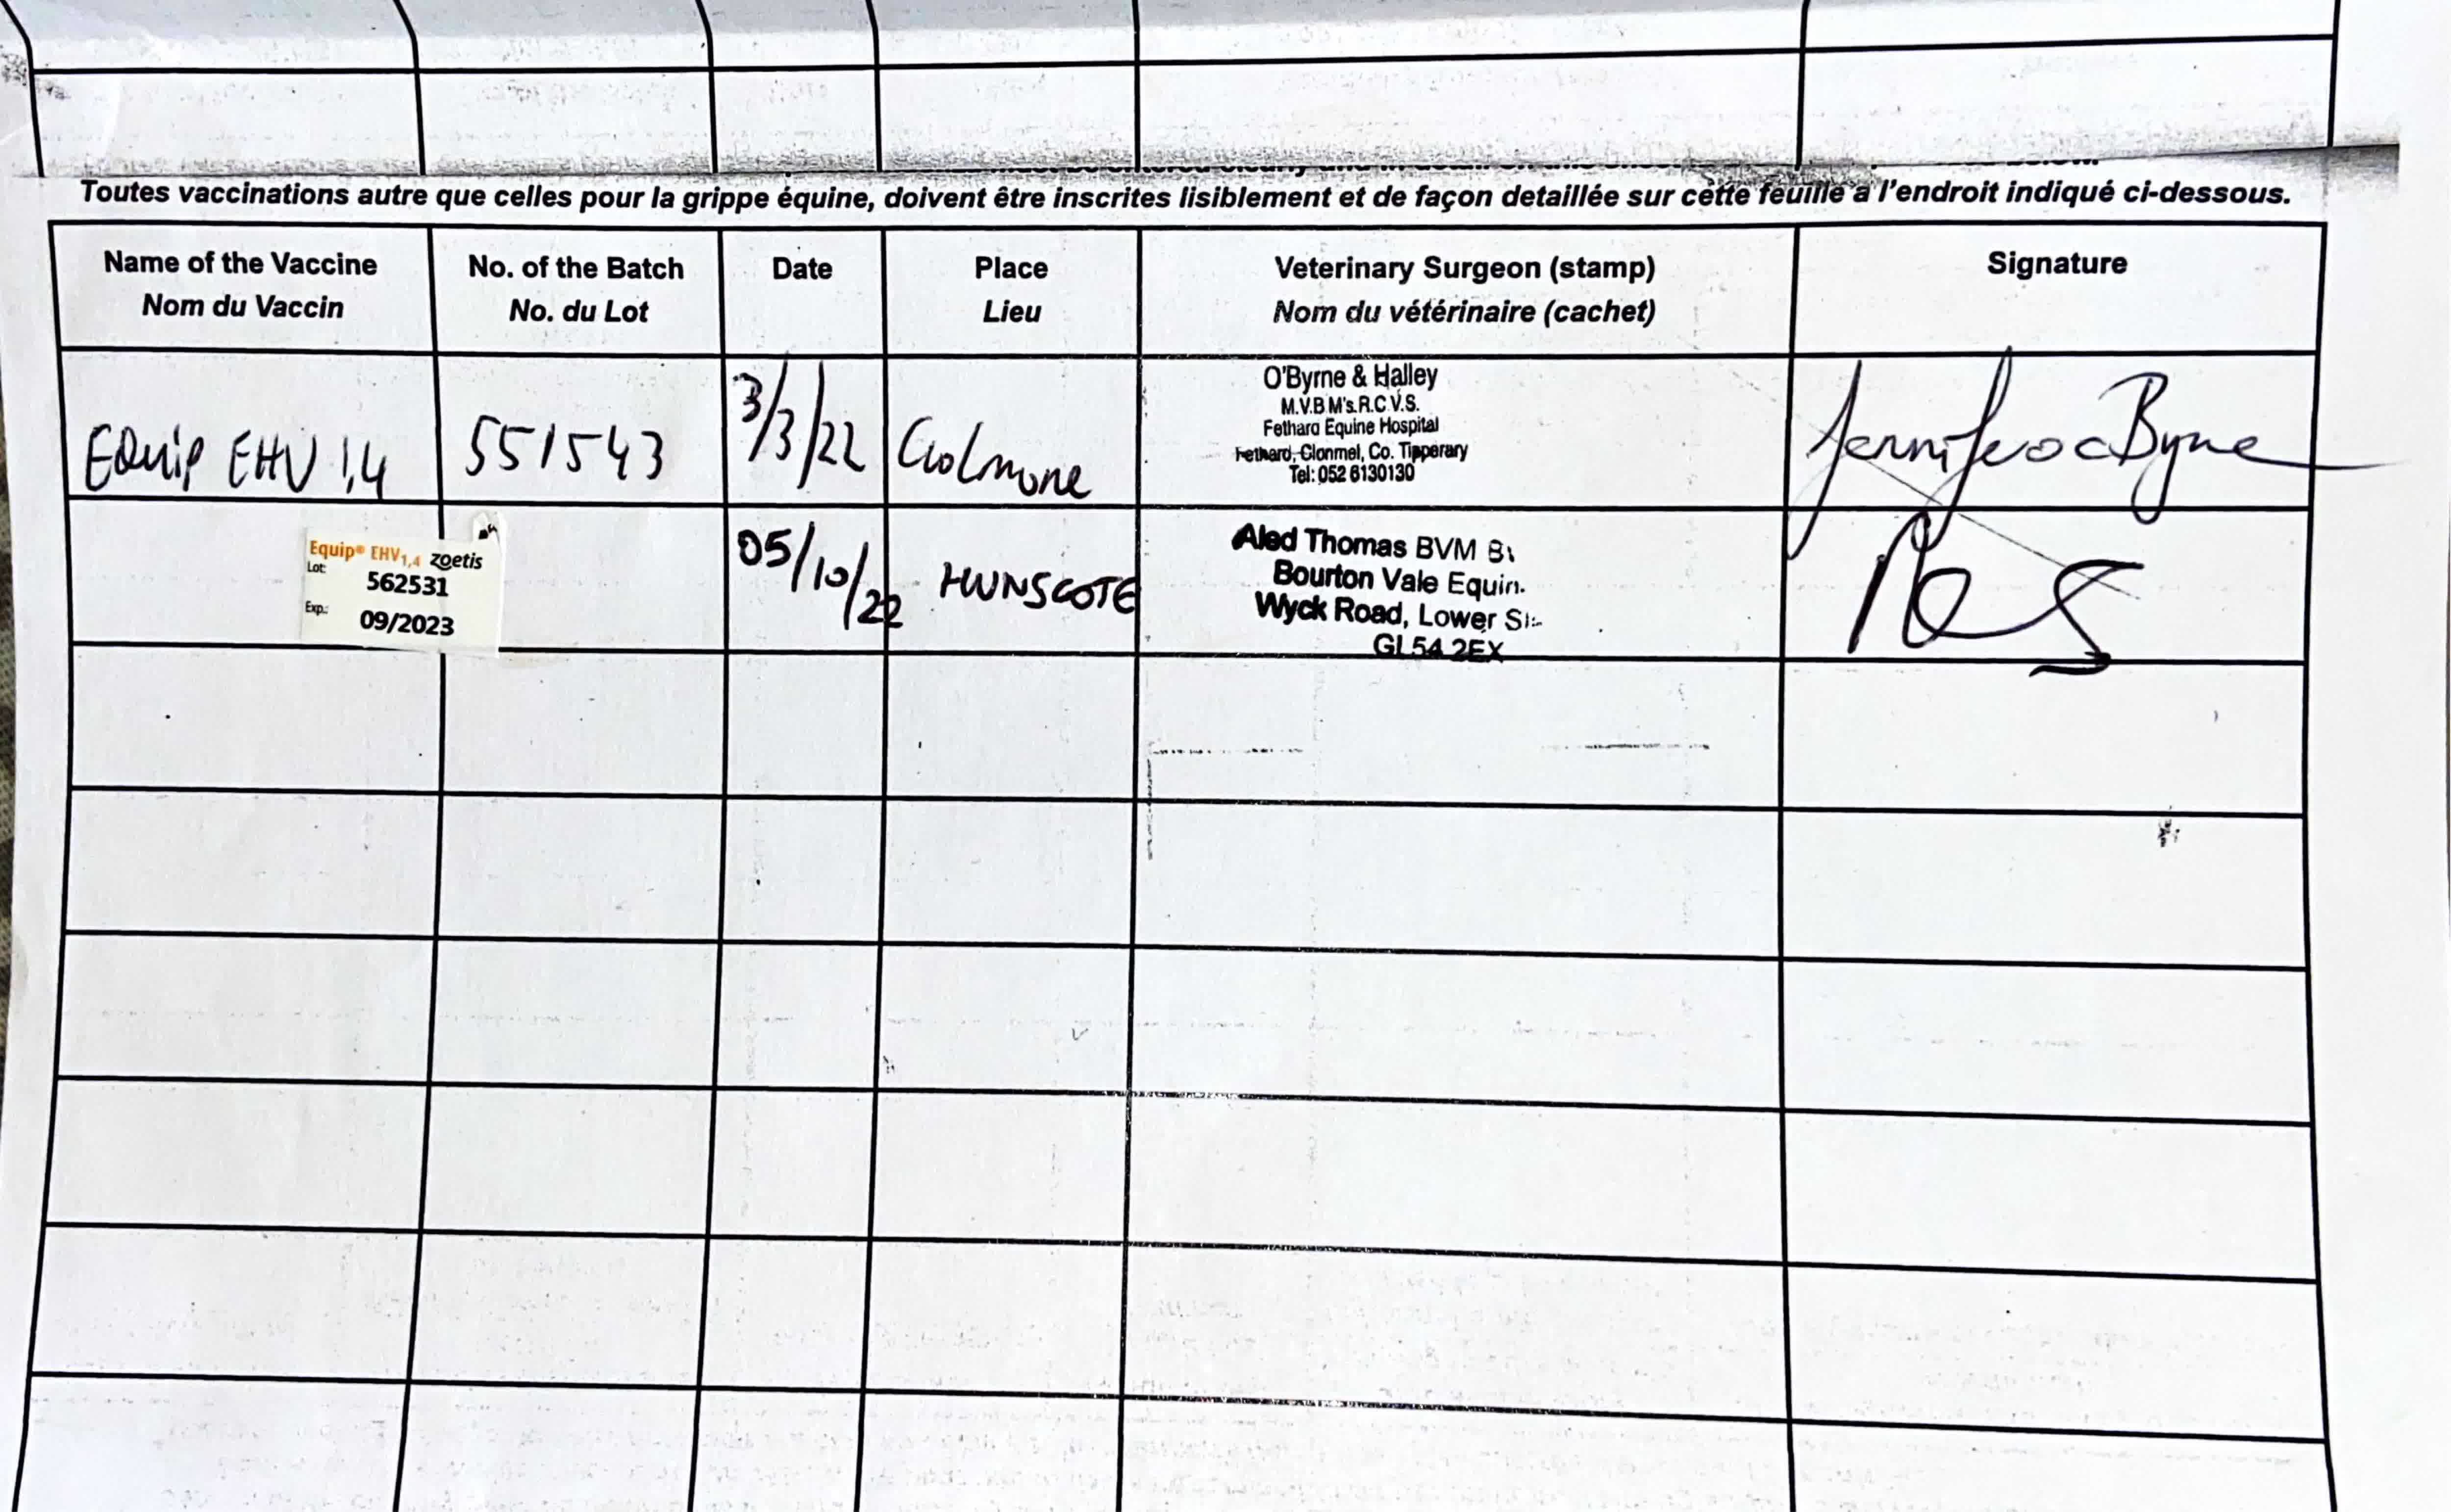 Toutes vaccinations autre que celles pour la grippe équine, doivent être inscrites lisiblement et de façon detaillée sur cette feuille a l'endroit indiqué ci-dessous.
Name of the Vaccine No. of the Batch Date Place Veterinary Surgeon (stamp) Signature
Nom du Vaccin No. du Lot Lieu Nom du vétérinaire (cachet)
O'Byrne & Halley
M.V.B M's.R.C.V.S.
Fethard Equine Hospital
Fethard, Clonmel, Co. Tipperary
Tel: 052 6130130
EQuip EHV 1,4 551543 3/3/22
Equip® EHV1,4 zoetis
Lot: 562531
Exp.: 09/2023
05/10/22 HUNSCOTE
Aled Thomas BVM
Bourton Vale Equin.
Wyck Road, Lower
GL54 2EX